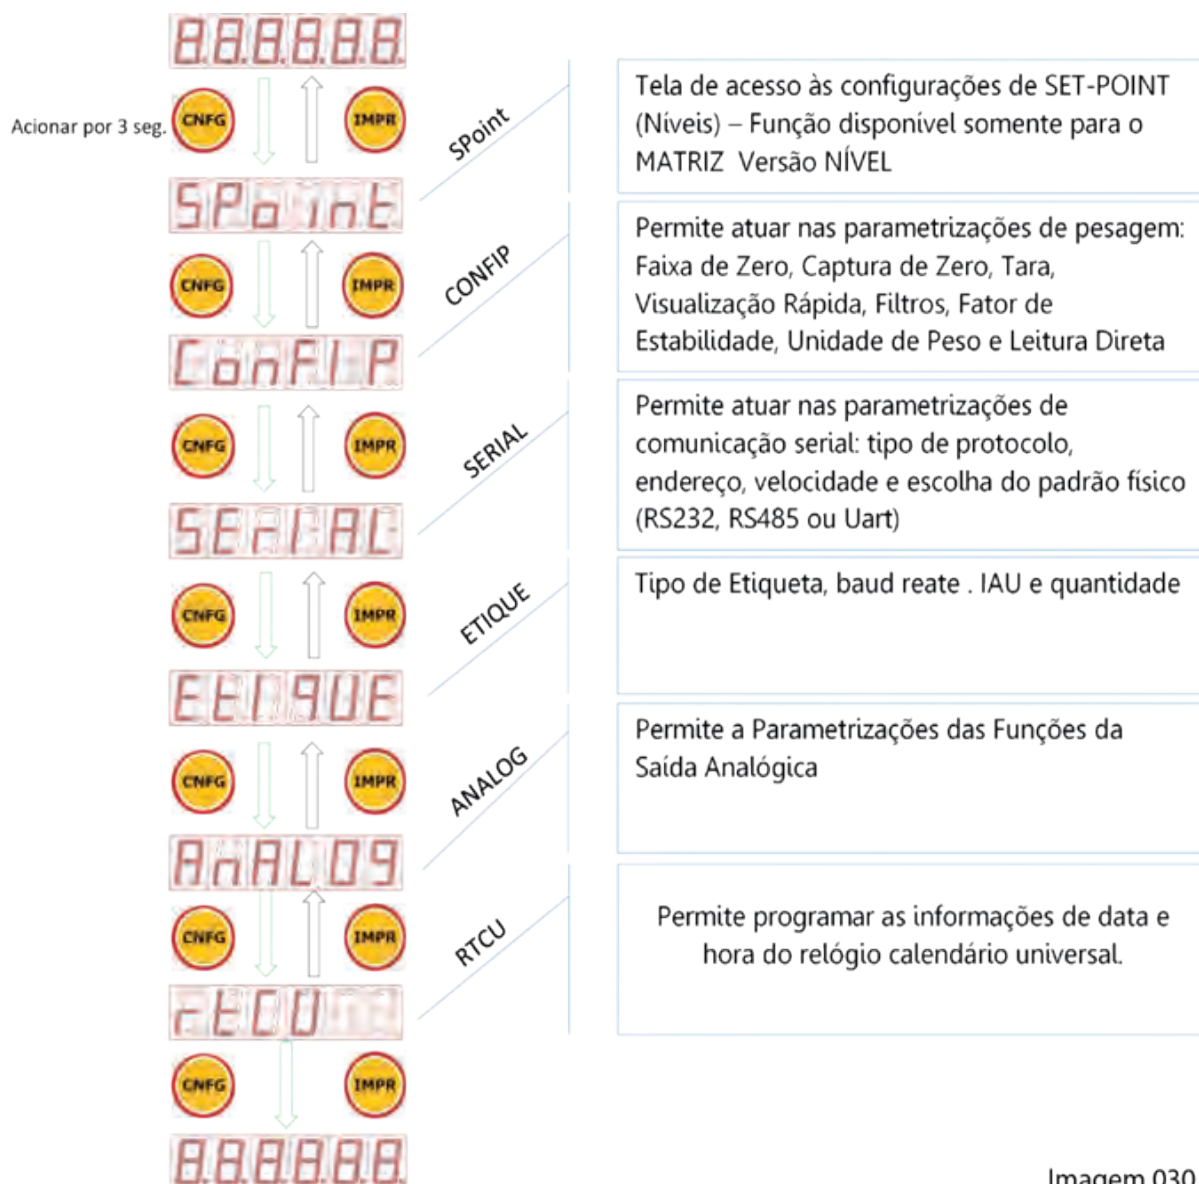 8.8.8.8.8.8.
Acionar por 3 seg.
CNFG
IMPR
SPoint
SPoint
Tela de acesso às configurações de SET-POINT
(Níveis) – Função disponível somente para o
MATRIZ Versão NÍVEL
CNFG
IMPR
ConFIP
CONFIP
Permite atuar nas parametrizações de pesagem:
Faixa de Zero, Captura de Zero, Tara,
Visualização Rápida, Filtros, Fator de
Estabilidade, Unidade de Peso e Leitura Direta
CNFG
IMPR
SErIAL
SERIAL
Permite atuar nas parametrizações de
comunicação serial: tipo de protocolo,
endereço, velocidade e escolha do padrão físico
(RS232, RS485 ou Uart)
CNFG
IMPR
EtIqUE
ETIQUE
Tipo de Etiqueta, baud reate . IAU e quantidade
CNFG
IMPR
AnALOg
ANALOG
Permite a Parametrizações das Funções da
Saída Analógica
CNFG
IMPR
rtCU
RTCU
Permite programar as informações de data e
hora do relógio calendário universal.
CNFG
IMPR
8.8.8.8.8.8.
Imagem 030